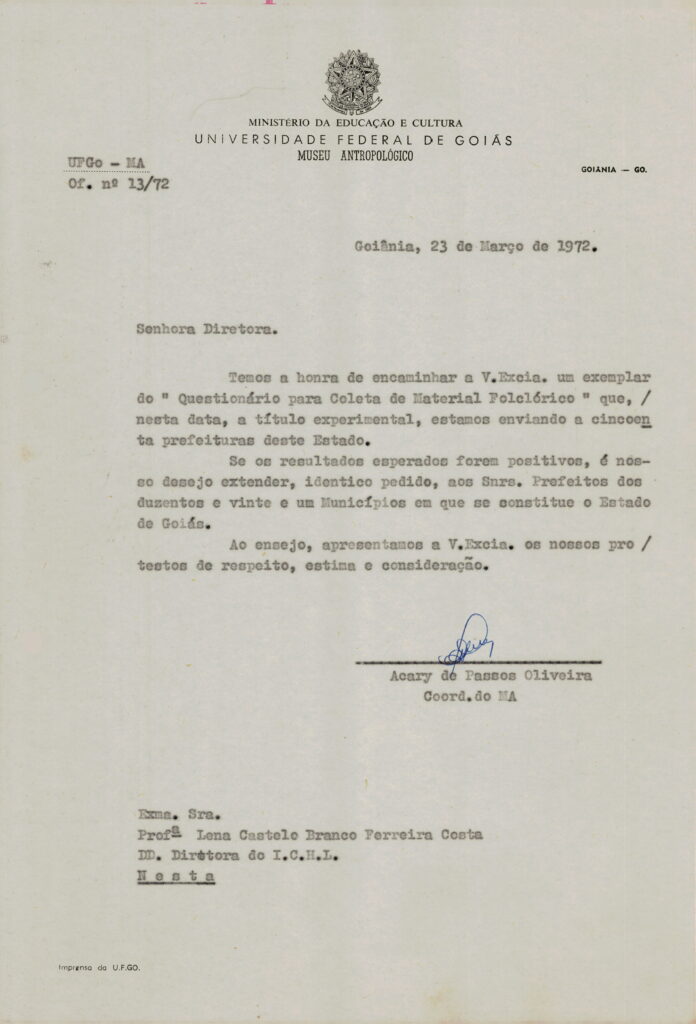 MINISTÉRIO DA EDUCAÇÃO E CULTURA
UNIVERSIDADE FEDERAL DE GOIÁS
MUSEU ANTROPOLÓGICO
GOIÂNIA — GO.
UFGo - MA
Of. nº 13/72
Goiânia, 23 de Março de 1972.
Senhora Diretora.
Temos a honra de encaminhar a V.Excia. um exemplar
do " Questionário para Coleta de Material Folclórico " que, /
nesta data, a título experimental, estamos enviando a cincoen
ta prefeituras deste Estado.
Se os resultados esperados forem positivos, é nos-
so desejo extender, identico pedido, aos Snrs. Prefeitos dos
duzentos e vinte e um Municípios em que se constitue o Estado
de Goiás.
Ao ensejo, apresentamos a V.Excia. os nossos pro /
testos de respeito, estima e consideração.
Acary de Passos Oliveira
Coord.do MA
Exma. Sra.
Profª Lena Castelo Branco Ferreira Costa
DD. Diretora do I.C.H.L.
N e s t a
Imprensa da U.F.GO.